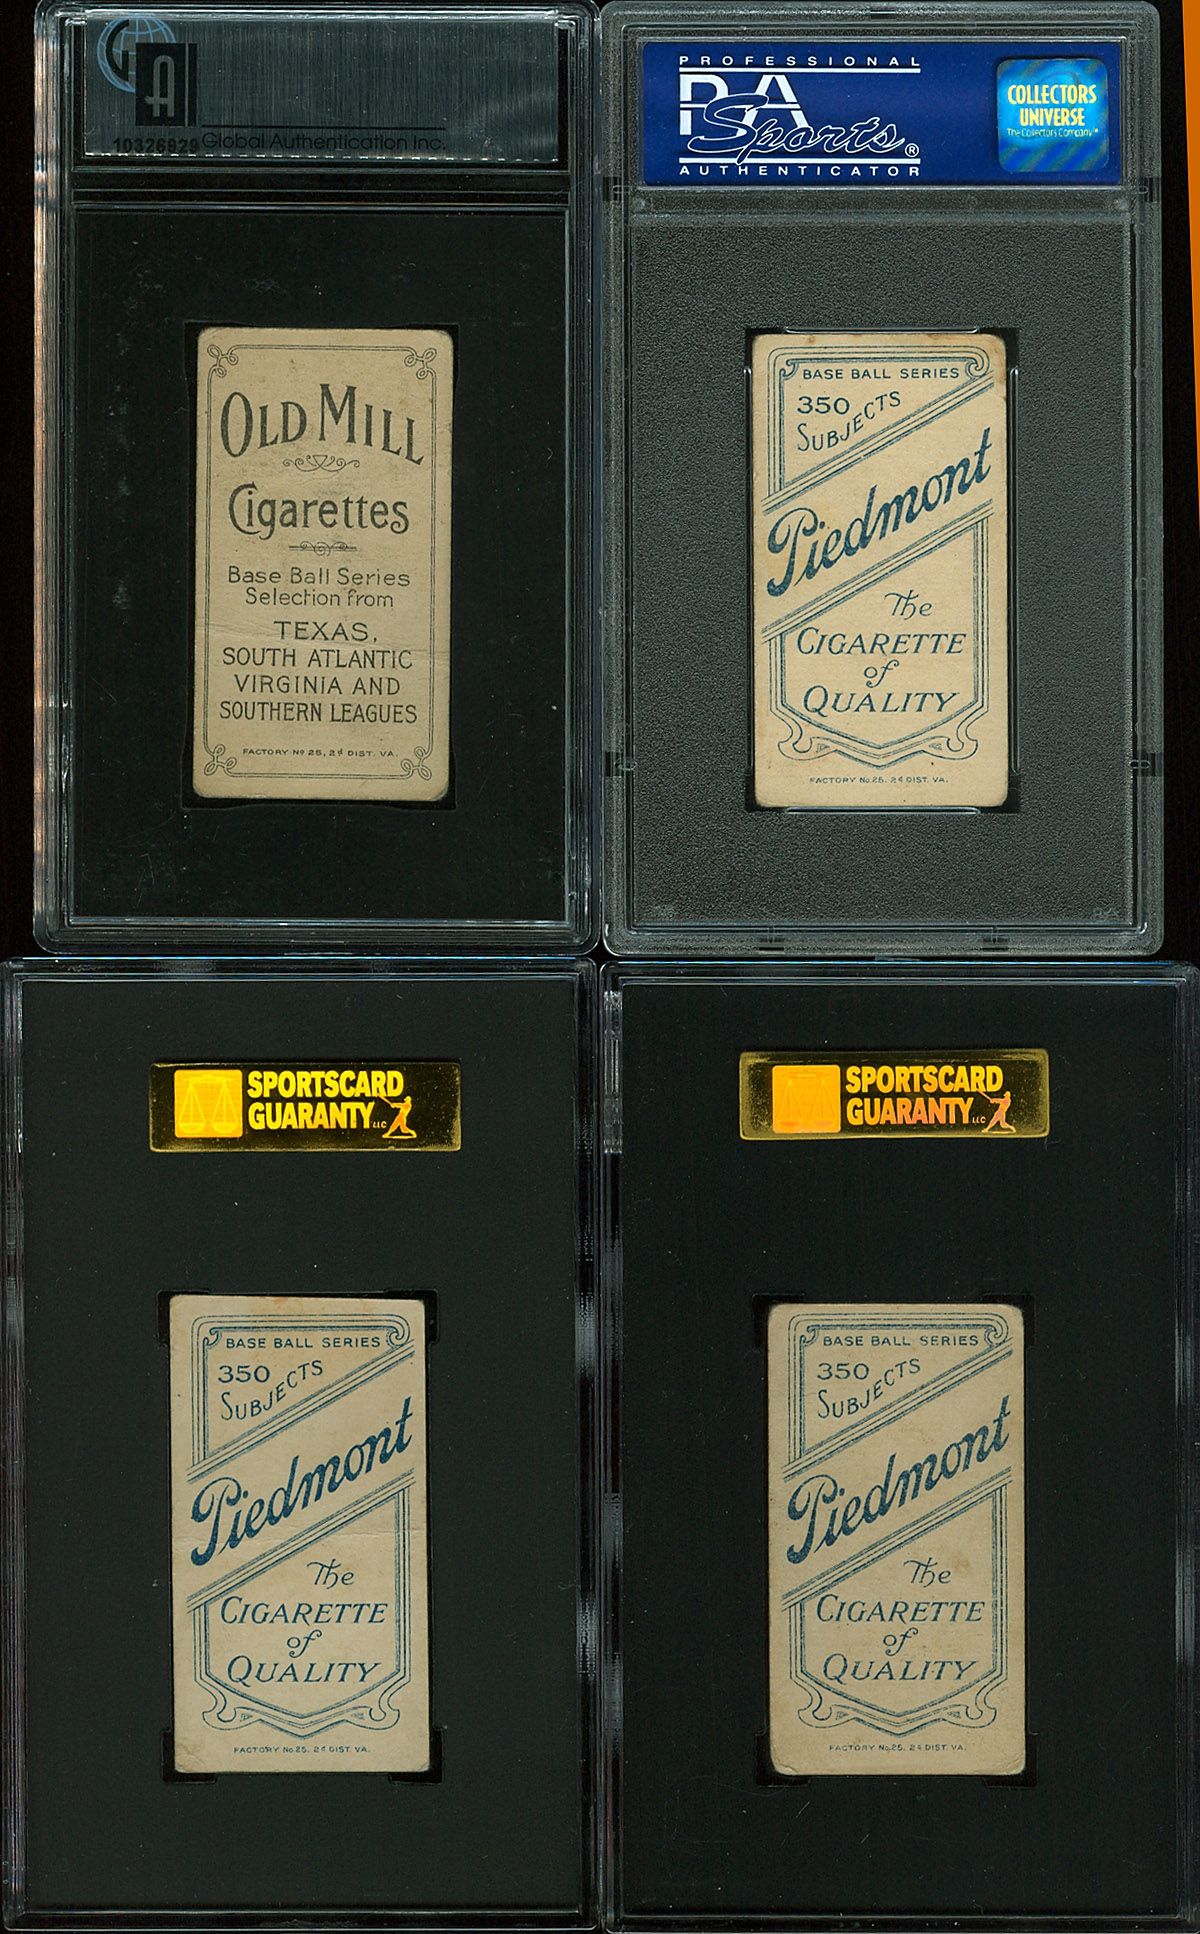 GA
10326929 Global Authentication Inc.
OLD MILL
Cigarettes
Base Ball Series
Selection from
TEXAS,
SOUTH ATLANTIC
VIRGINIA AND
SOUTHERN LEAGUES
FACTORY Nº 25, 2d DIST. VA.
PROFESSIONAL
PSA
Sports®
AUTHENTICATOR
COLLECTORS
UNIVERSE
The Collectors Company™
BASE BALL SERIES
350
SUBJECTS
Piedmont
The
CIGARETTE
of
QUALITY
FACTORY No.25. 2d DIST. VA.
SPORTSCARD
GUARANTY LLC
BASE BALL SERIES
350
SUBJECTS
Piedmont
The
CIGARETTE
of
QUALITY
FACTORY No.25. 2d DIST. VA.
SPORTSCARD
GUARANTY LLC
BASE BALL SERIES
350
SUBJECTS
Piedmont
The
CIGARETTE
of
QUALITY
FACTORY No.25. 2d DIST. VA.